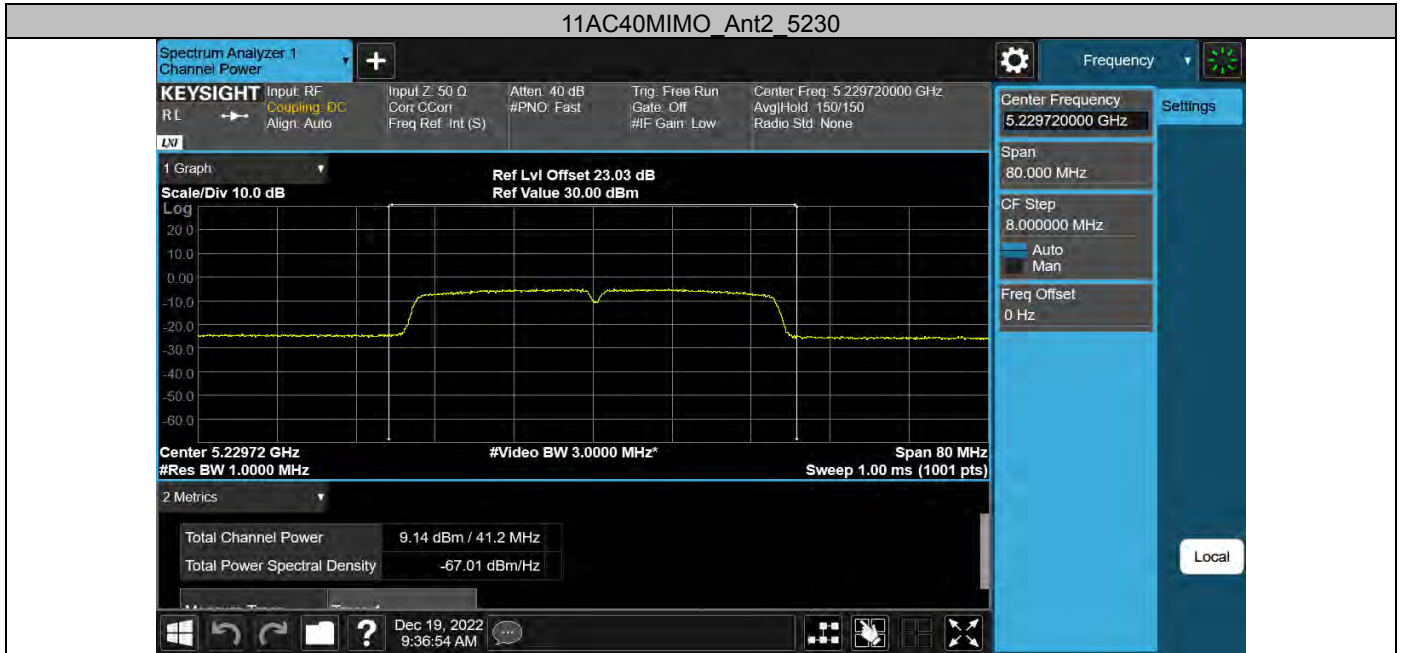 11AC40MIMO_Ant2_5230
Spectrum Analyzer 1
Channel Power
Frequency
KEYSIGHT
RL
LXI
Input: RF
Coupling: DC
Align: Auto
Input Z: 50 Ω
Corr CCorr
Freq Ref: Int (S)
Atten: 40 dB
#PNO: Fast
Trig: Free Run
Gate: Off
#IF Gain: Low
Center Freq: 5.229720000 GHz
Avg|Hold: 150/150
Radio Std: None
Center Frequency
5.229720000 GHz
Settings
Span
80.000 MHz
CF Step
8.000000 MHz
Auto
Man
Freq Offset
0 Hz
1 Graph
Scale/Div 10.0 dB
Ref Lvl Offset 23.03 dB
Ref Value 30.00 dBm
Log
20.0
10.0
0.00
-10.0
-20.0
-30.0
-40.0
-50.0
-60.0
Center 5.22972 GHz
#Res BW 1.0000 MHz
#Video BW 3.0000 MHz*
Span 80 MHz
Sweep 1.00 ms (1001 pts)
2 Metrics
Total Channel Power 9.14 dBm / 41.2 MHz
Total Power Spectral Density -67.01 dBm/Hz
Local
?
Dec 19, 2022
9:36:54 AM